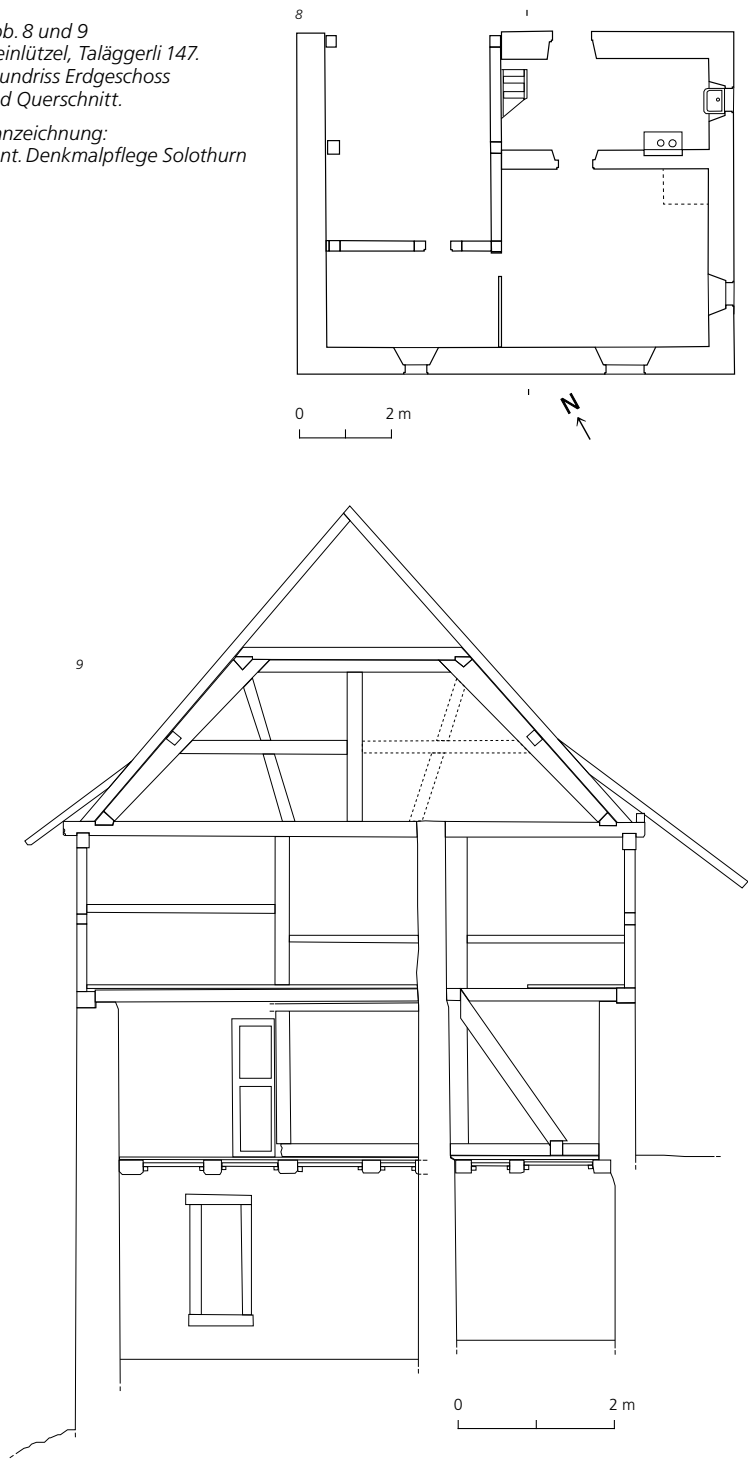 8
b. 8 und 9
einlützel, Taläggerli 147.
undriss Erdgeschoss
d Querschnitt.
nzeichnung:
nt. Denkmalpflege Solothurn
0 2 m
N
9
0 2 m